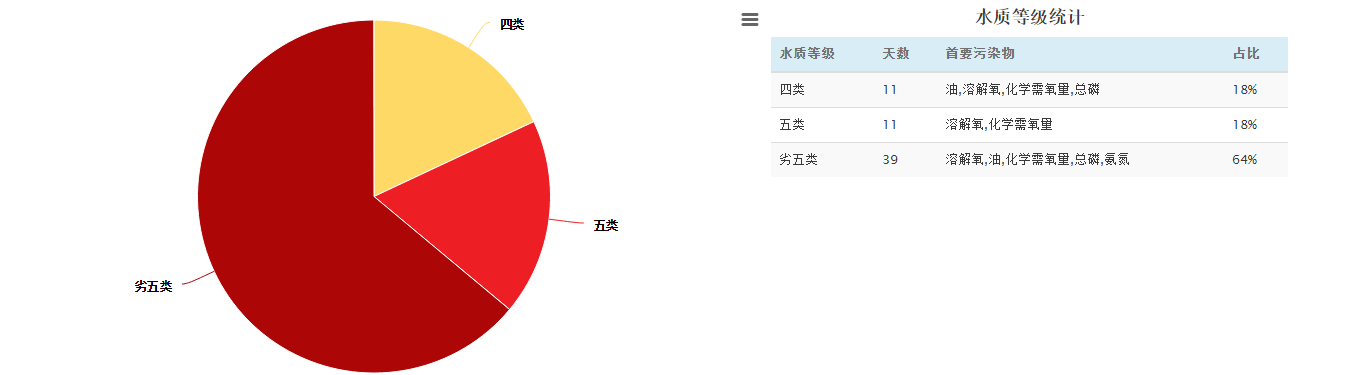 四类
五类
劣五类
水质等级统计
水质等级 天数 首要污染物 占比
四类 11 油,溶解氧,化学需氧量,总磷 18%
五类 11 溶解氧,化学需氧量 18%
劣五类 39 溶解氧,油,化学需氧量,总磷,氨氮 64%